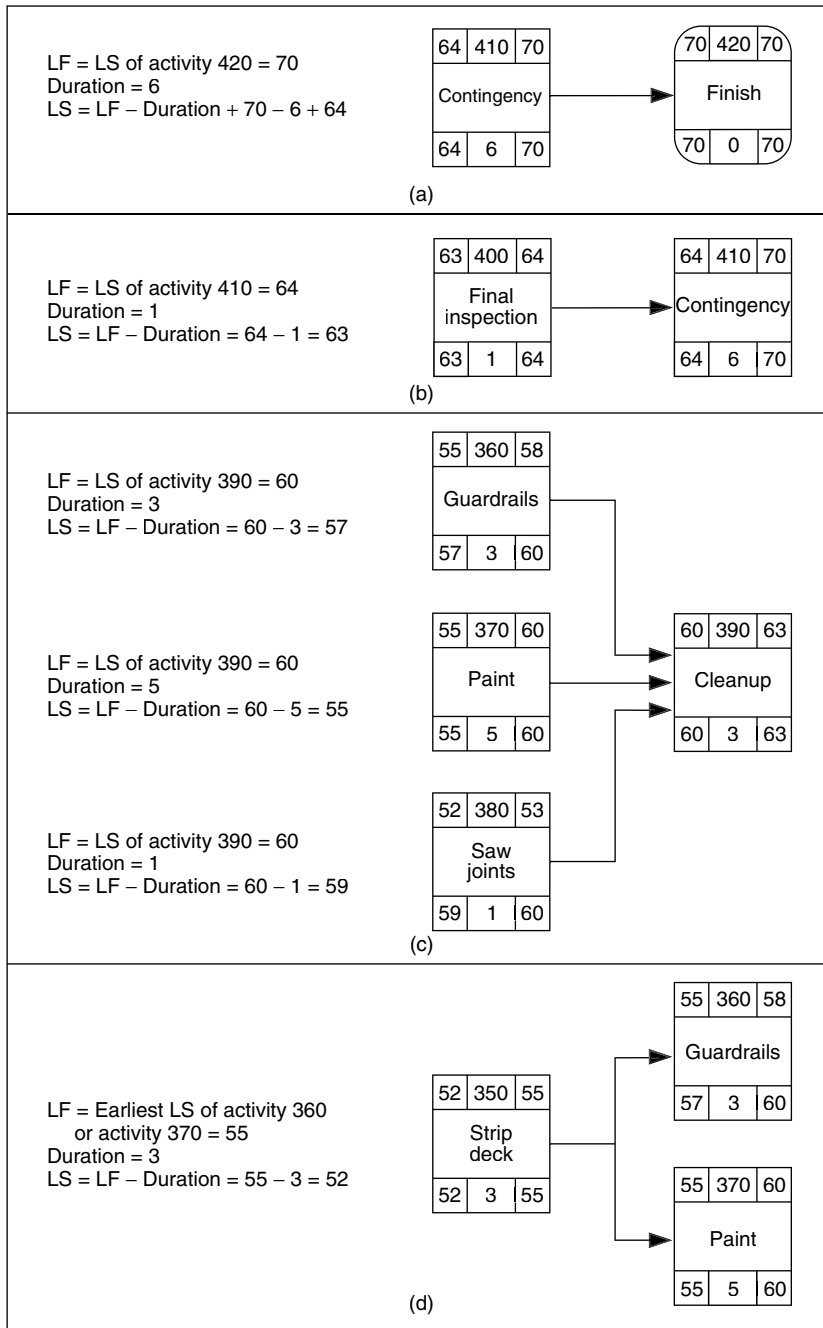 LF = LS of activity 420 = 70
Duration = 6
LS = LF – Duration + 70 – 6 + 64
64 410 70
Contingency
64 6 70
70 420 70
Finish
70 0 70
(a)
LF = LS of activity 410 = 64
Duration = 1
LS = LF – Duration = 64 – 1 = 63
63 400 64
Final
inspection
63 1 64
64 410 70
Contingency
64 6 70
(b)
LF = LS of activity 390 = 60
Duration = 3
LS = LF – Duration = 60 – 3 = 57
55 360 58
Guardrails
57 3 60
LF = LS of activity 390 = 60
Duration = 5
LS = LF – Duration = 60 – 5 = 55
55 370 60
Paint
55 5 60
60 390 63
Cleanup
60 3 63
LF = LS of activity 390 = 60
Duration = 1
LS = LF – Duration = 60 – 1 = 59
52 380 53
Saw
joints
59 1 60
(c)
LF = Earliest LS of activity 360
or activity 370 = 55
Duration = 3
LS = LF – Duration = 55 – 3 = 52
52 350 55
Strip
deck
52 3 55
55 360 58
Guardrails
57 3 60
55 370 60
Paint
55 5 60
(d)